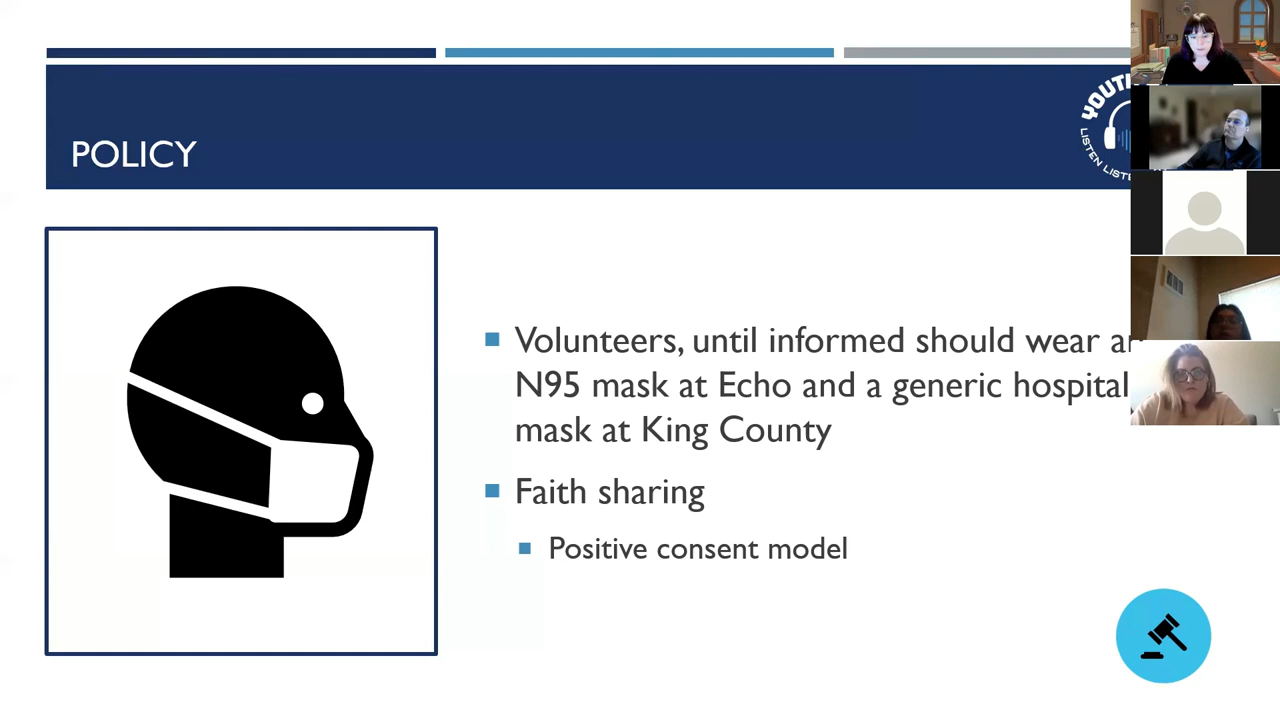 POLICY
LISTEN
Volunteers, until informed should wear an
N95 mask at Echo and a generic hospital
mask at King County
Faith sharing
Positive consent model